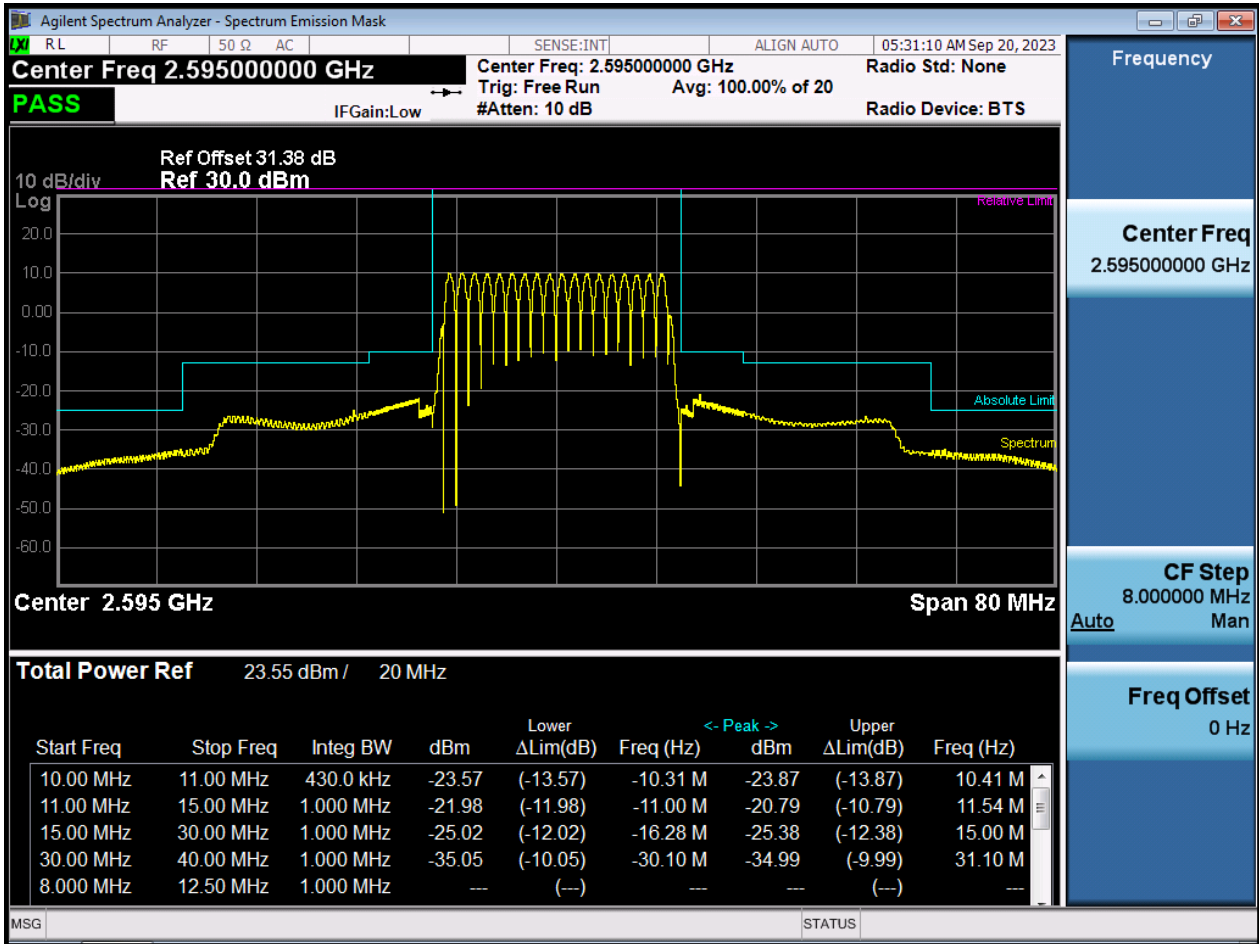 Agilent Spectrum Analyzer - Spectrum Emission Mask
LXI RL RF 50 Ω AC SENSE:INT ALIGN AUTO 05:31:10 AM Sep 20, 2023
Center Freq 2.595000000 GHz
Center Freq: 2.595000000 GHz Radio Std: None
Trig: Free Run Avg: 100.00% of 20
PASS
IFGain:Low #Atten: 10 dB Radio Device: BTS
Ref Offset 31.38 dB
10 dB/div Ref 30.0 dBm
Log
Relative Limit
20.0
10.0
0.00
-10.0
-20.0
Absolute Limit
-30.0
Spectrum
-40.0
-50.0
-60.0
Center 2.595 GHz Span 80 MHz
Total Power Ref 23.55 dBm / 20 MHz
Lower <- Peak -> Upper
Start Freq Stop Freq Integ BW dBm ΔLim(dB) Freq (Hz) dBm ΔLim(dB) Freq (Hz)
10.00 MHz 11.00 MHz 430.0 kHz -23.57 (-13.57) -10.31 M -23.87 (-13.87) 10.41 M
11.00 MHz 15.00 MHz 1.000 MHz -21.98 (-11.98) -11.00 M -20.79 (-10.79) 11.54 M
15.00 MHz 30.00 MHz 1.000 MHz -25.02 (-12.02) -16.28 M -25.38 (-12.38) 15.00 M
30.00 MHz 40.00 MHz 1.000 MHz -35.05 (-10.05) -30.10 M -34.99 (-9.99) 31.10 M
8.000 MHz 12.50 MHz 1.000 MHz --- (---) --- --- (---) ---
MSG STATUS
Frequency
Center Freq
2.595000000 GHz
CF Step
8.000000 MHz
Auto Man
Freq Offset
0 Hz